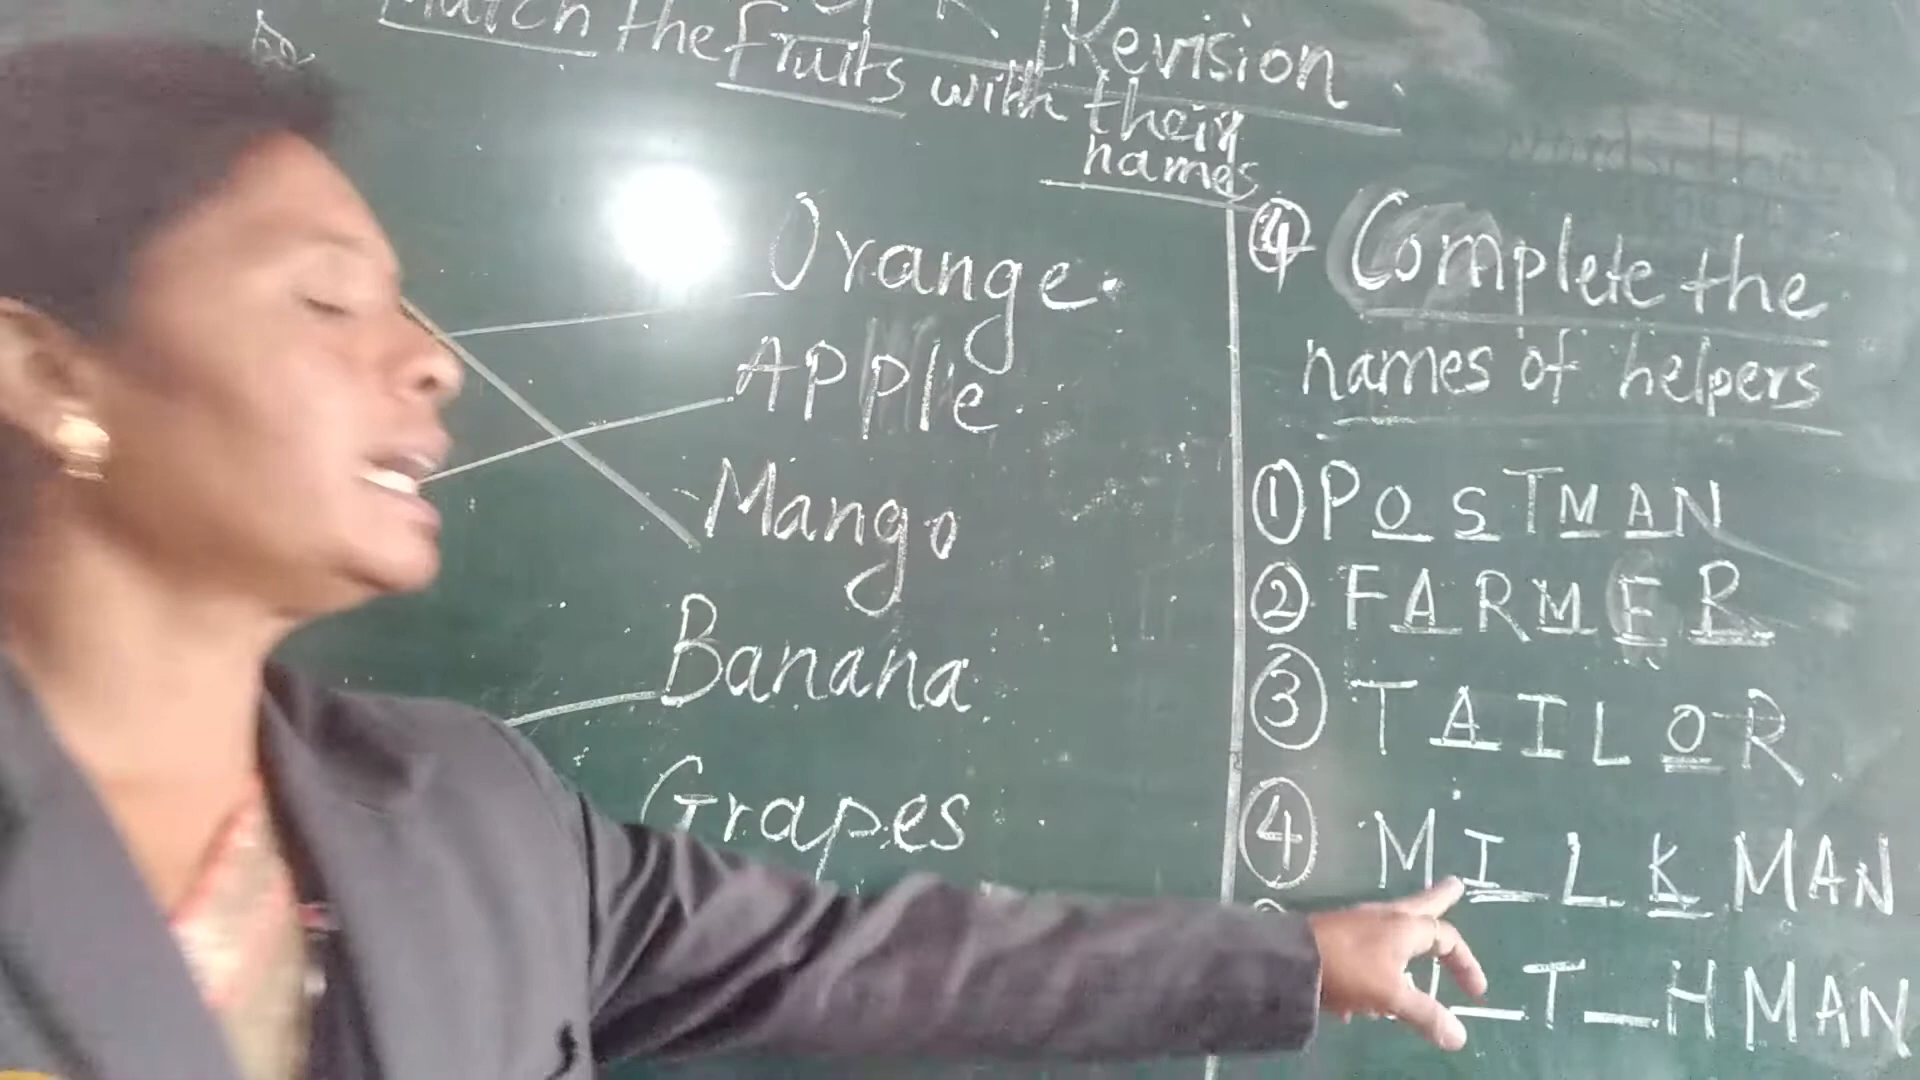 Revision
Match the fruits with their
names
Orange
Apple
Mango
Banana
Grapes
④ Complete the
names of helpers
① POSTMAN
② FARMER
③ TAILOR
④ MILKMAN
_T_HMAN